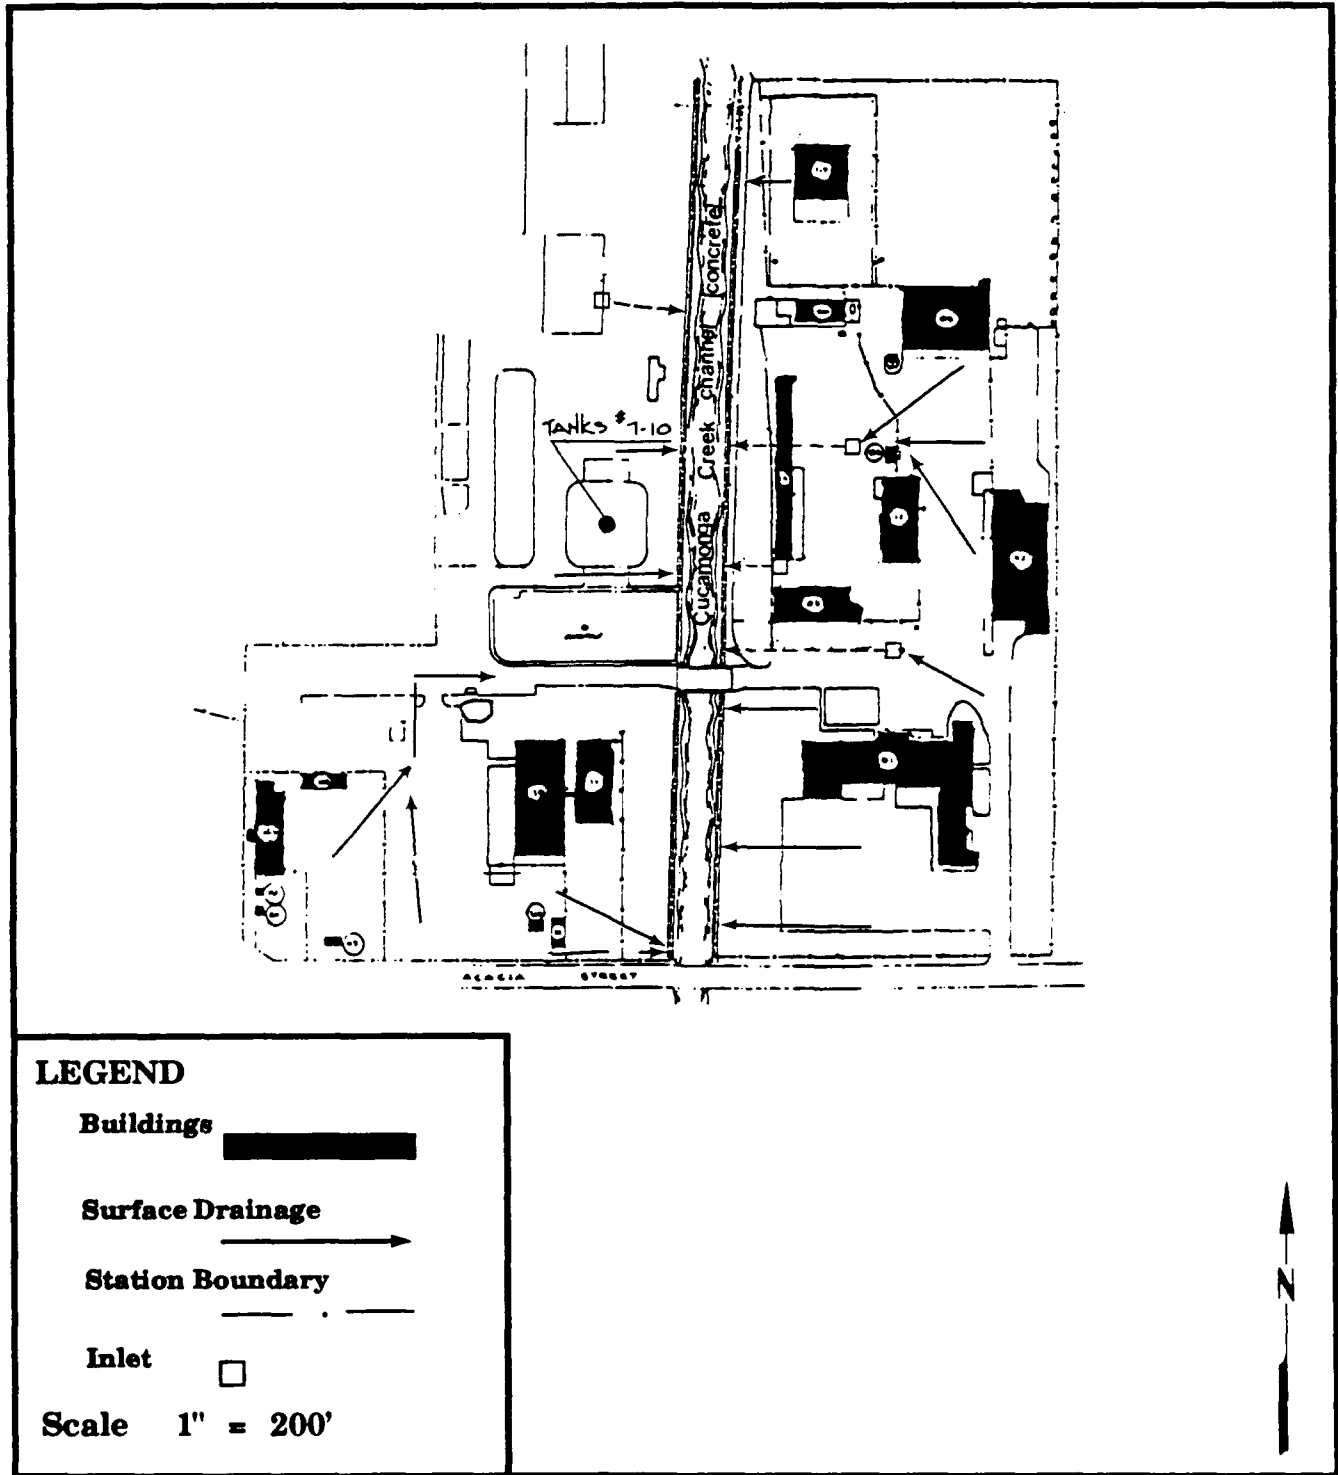 Cucamonga Creek channel concrete
TANKS #7-10
ACACIA STREET
LEGEND
Buildings
Surface Drainage
Station Boundary
Inlet
Scale 1" = 200'
N